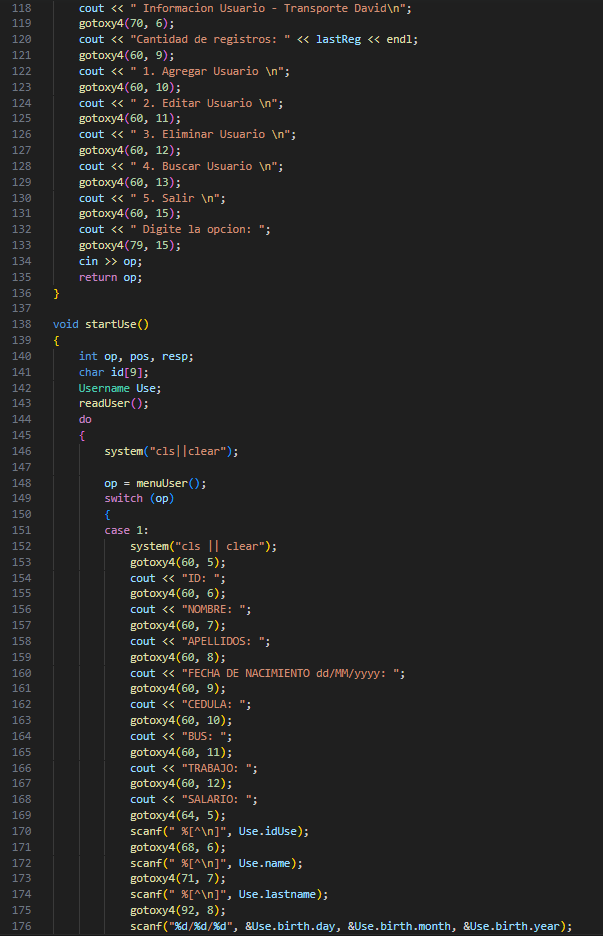 118 cout << " Informacion Usuario - Transporte David\n";
119 gotoxy4(70, 6);
120 cout << "Cantidad de registros: " << lastReg << endl;
121 gotoxy4(60, 9);
122 cout << " 1. Agregar Usuario \n";
123 gotoxy4(60, 10);
124 cout << " 2. Editar Usuario \n";
125 gotoxy4(60, 11);
126 cout << " 3. Eliminar Usuario \n";
127 gotoxy4(60, 12);
128 cout << " 4. Buscar Usuario \n";
129 gotoxy4(60, 13);
130 cout << " 5. Salir \n";
131 gotoxy4(60, 15);
132 cout << " Digite la opcion: ";
133 gotoxy4(79, 15);
134 cin >> op;
135 return op;
136 }
137
138 void startUse()
139 {
140 int op, pos, resp;
141 char id[9];
142 Username Use;
143 readUser();
144 do
145 {
146 system("cls||clear");
147
148 op = menuUser();
149 switch (op)
150 {
151 case 1:
152 system("cls || clear");
153 gotoxy4(60, 5);
154 cout << "ID: ";
155 gotoxy4(60, 6);
156 cout << "NOMBRE: ";
157 gotoxy4(60, 7);
158 cout << "APELLIDOS: ";
159 gotoxy4(60, 8);
160 cout << "FECHA DE NACIMIENTO dd/MM/yyyy: ";
161 gotoxy4(60, 9);
162 cout << "CEDULA: ";
163 gotoxy4(60, 10);
164 cout << "BUS: ";
165 gotoxy4(60, 11);
166 cout << "TRABAJO: ";
167 gotoxy4(60, 12);
168 cout << "SALARIO: ";
169 gotoxy4(64, 5);
170 scanf(" %[^\n]", Use.idUse);
171 gotoxy4(68, 6);
172 scanf(" %[^\n]", Use.name);
173 gotoxy4(71, 7);
174 scanf(" %[^\n]", Use.lastname);
175 gotoxy4(92, 8);
176 scanf("%d/%d/%d", &Use.birth.day, &Use.birth.month, &Use.birth.year);